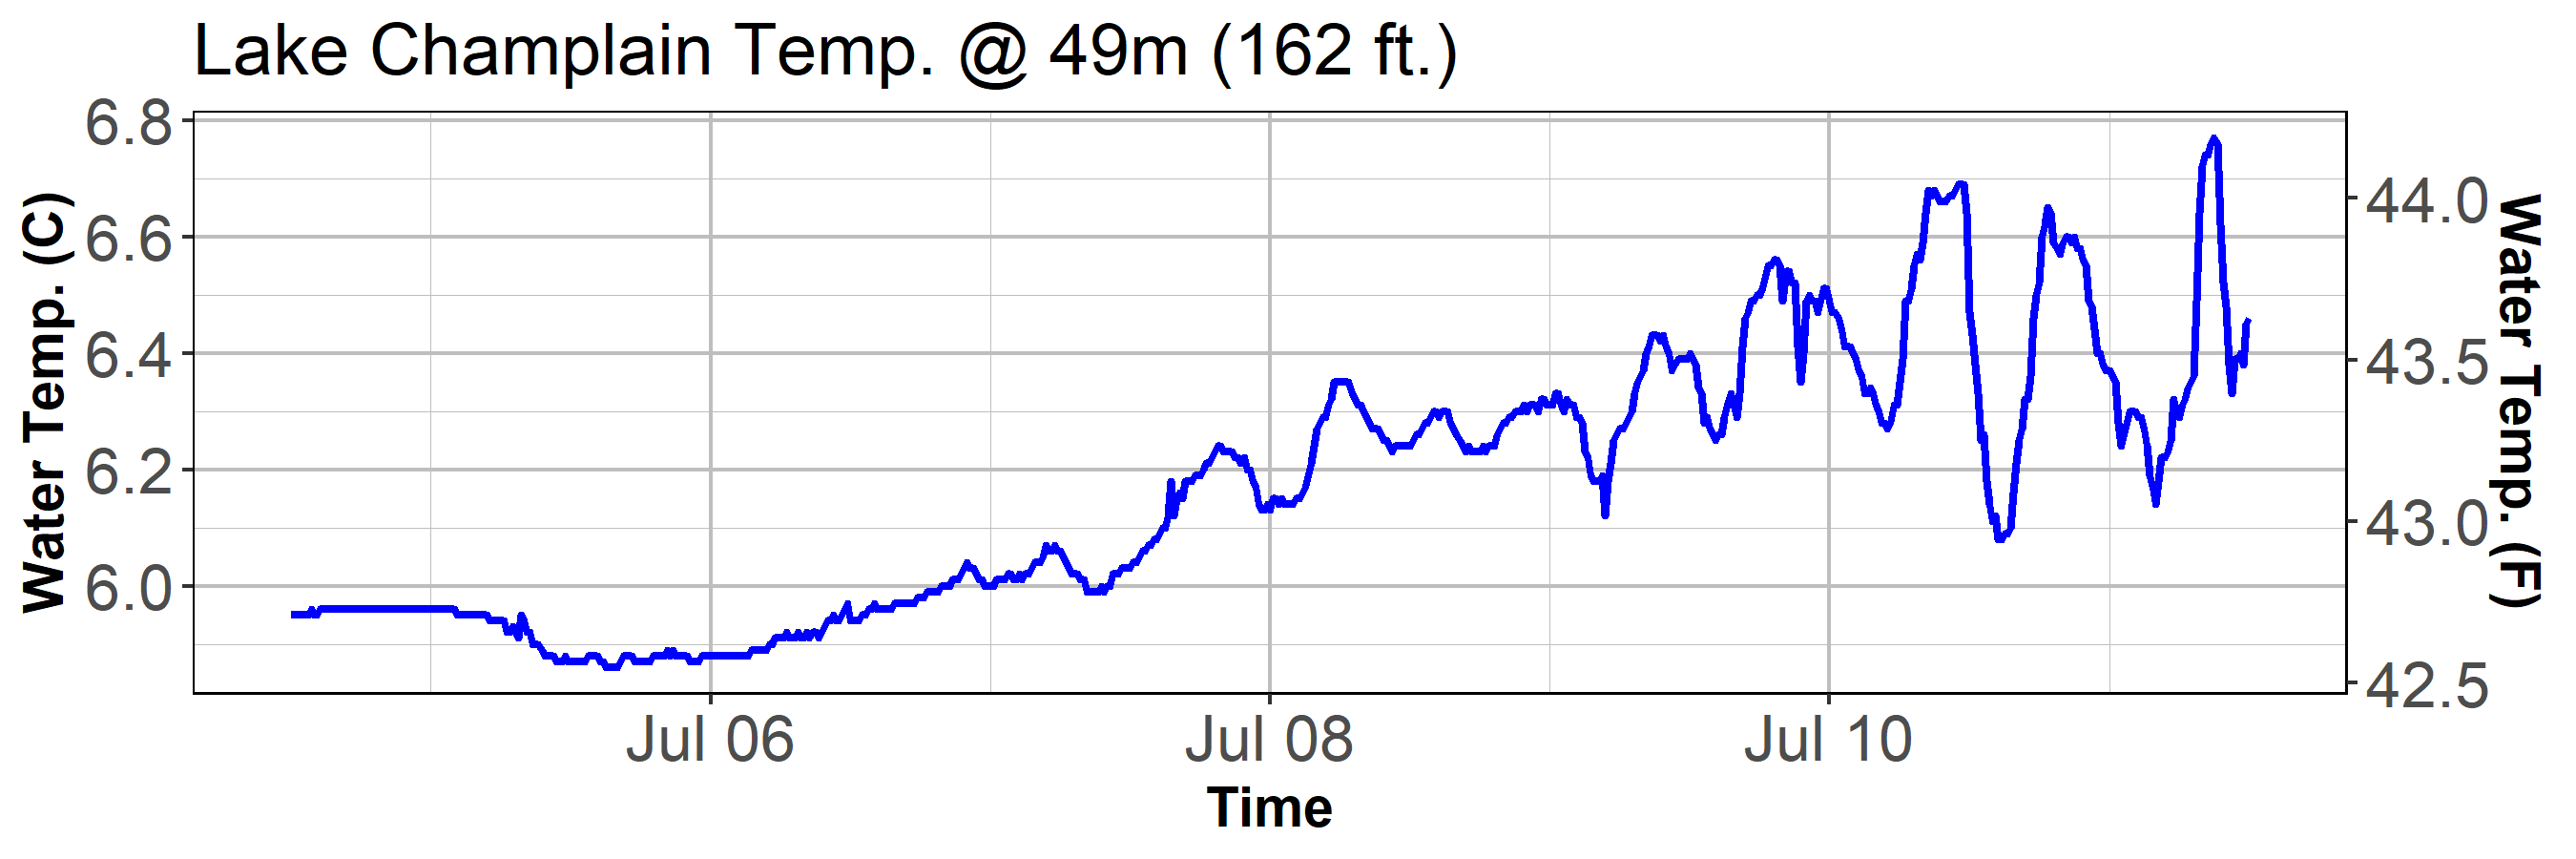 Lake Champlain Temp. @ 49m (162 ft.)
Water Temp. (C)
6.8
6.6
6.4
6.2
6.0
44.0
43.5
43.0
42.5
Water Temp. (F)
Jul 06 Jul 08 Jul 10
Time